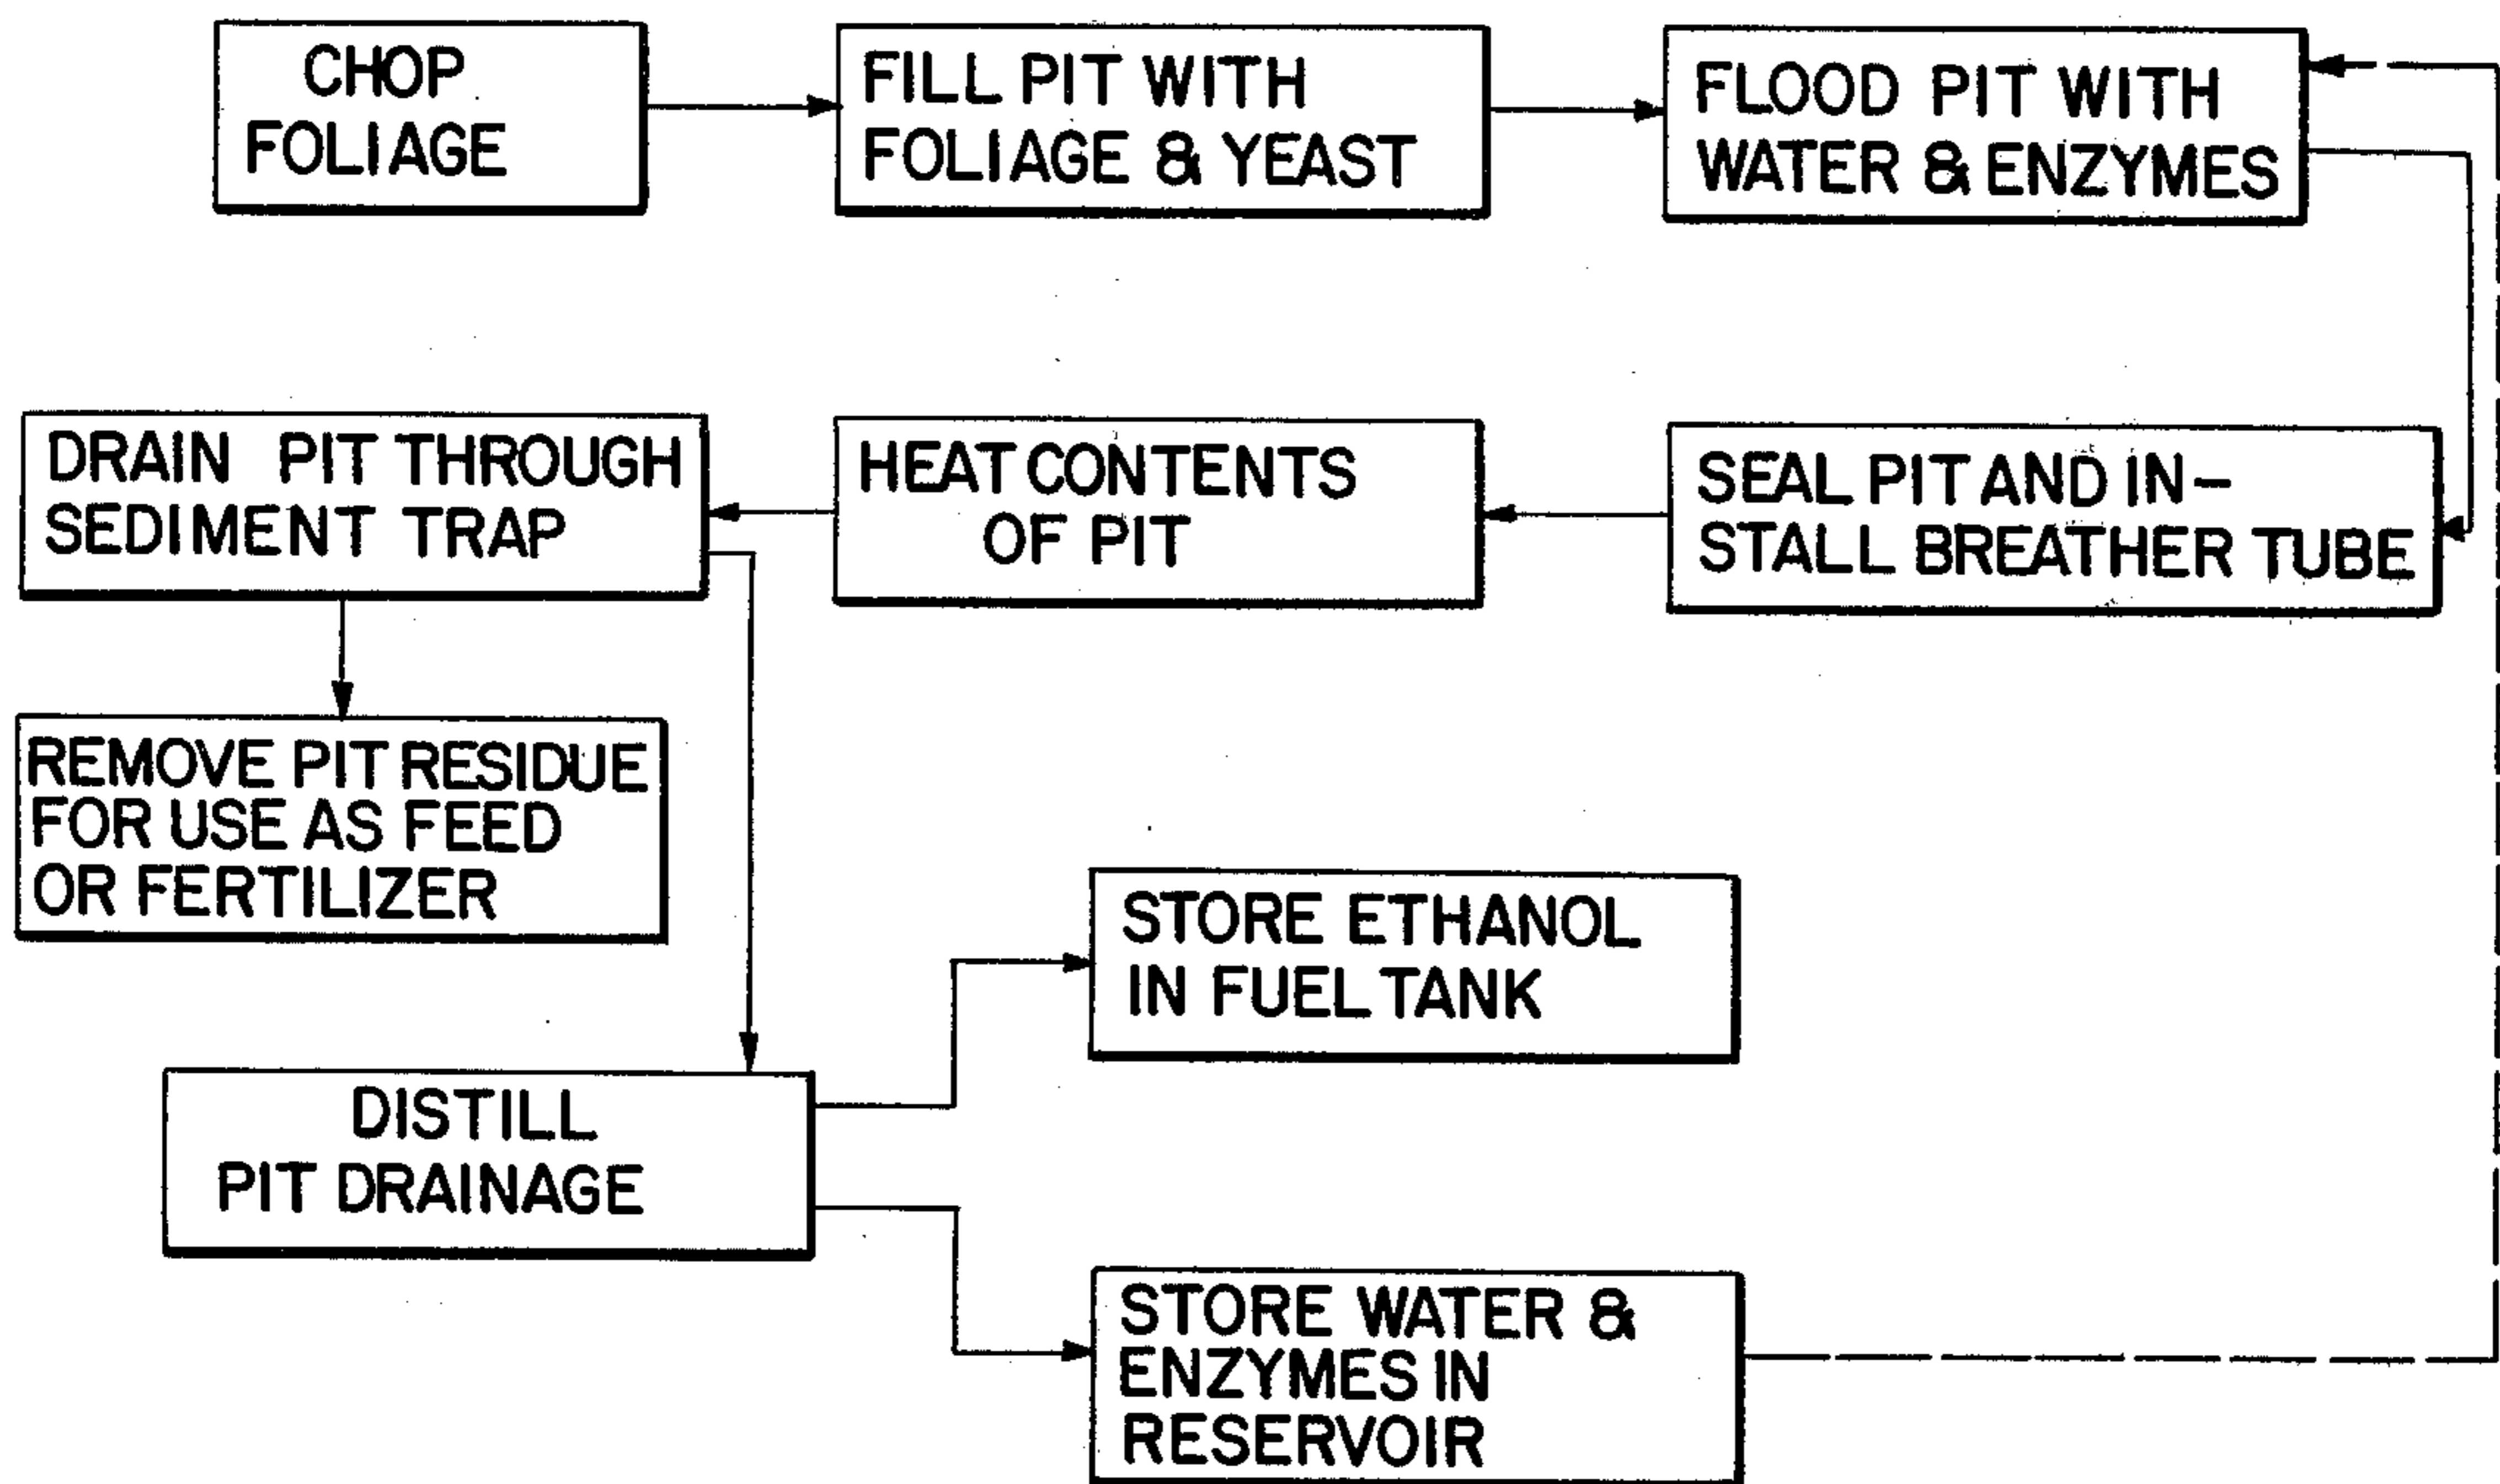 CHOP
FOLIAGE
FILL PIT WITH
FOLIAGE & YEAST
FLOOD PIT WITH
WATER & ENZYMES
DRAIN PIT THROUGH
SEDIMENT TRAP
HEAT CONTENTS
OF PIT
SEAL PIT AND IN-
STALL BREATHER TUBE
REMOVE PIT RESIDUE
FOR USE AS FEED
OR FERTILIZER
STORE ETHANOL
IN FUEL TANK
DISTILL
PIT DRAINAGE
STORE WATER &
ENZYMES IN
RESERVOIR